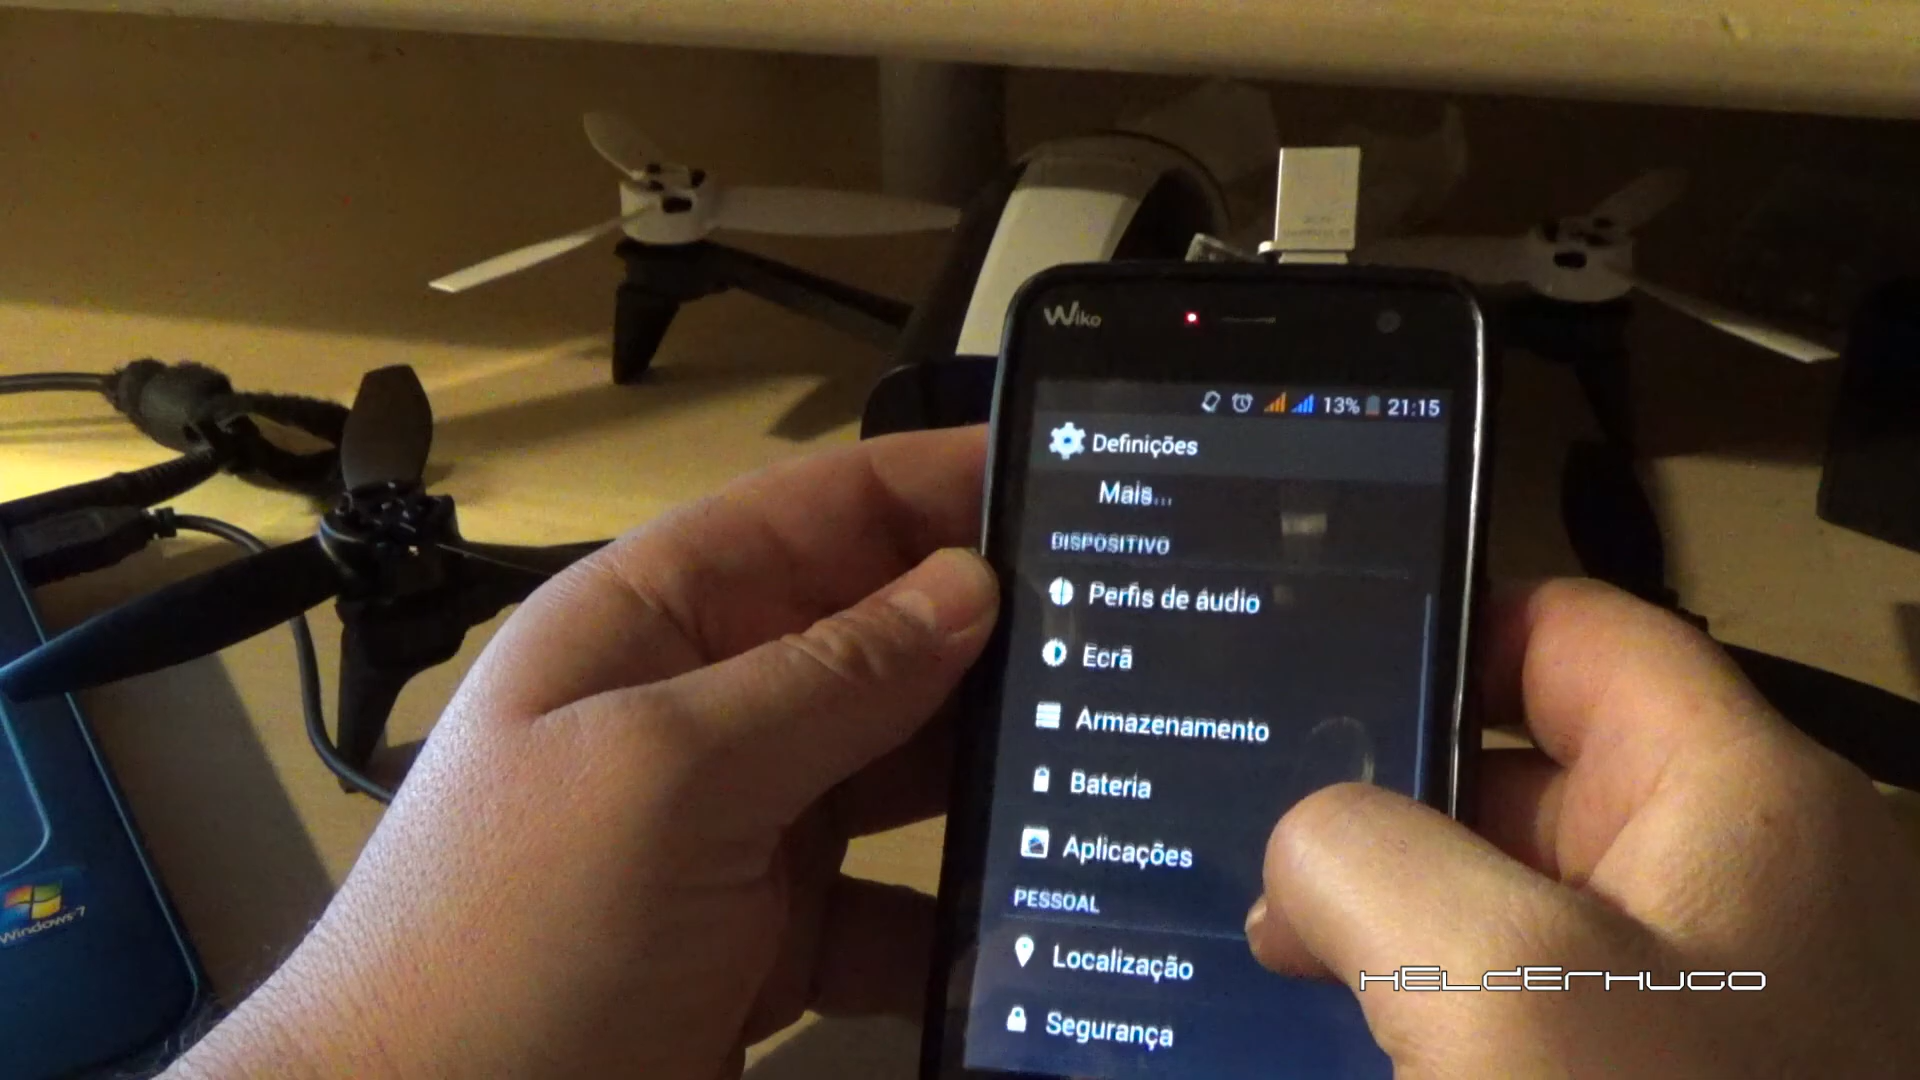 Wiko
13% 21:15
Definições
Mais...
DISPOSITIVO
Perfis de áudio
Ecrã
Armazenamento
Bateria
Aplicações
PESSOAL
Localização
Segurança
Windows 7
HELDERHUGO